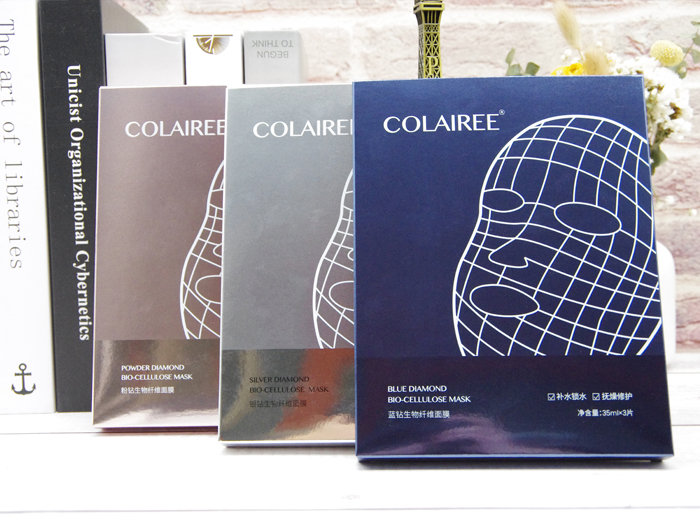 The art of libraries
Unicist Organizational Cybernetics
BEGUN
TO THINK
COLAIREE
POWDER DIAMOND
BIO-CELLULOSE MASK
粉钻生物纤维面膜
COLAIREE
SILVER DIAMOND
BIO-CELLULOSE MASK
银钻生物纤维面膜
COLAIREE®
BLUE DIAMOND
BIO-CELLULOSE MASK
蓝钻生物纤维面膜
☑补水锁水 ☑抚燥修护
净含量:35ml×3片